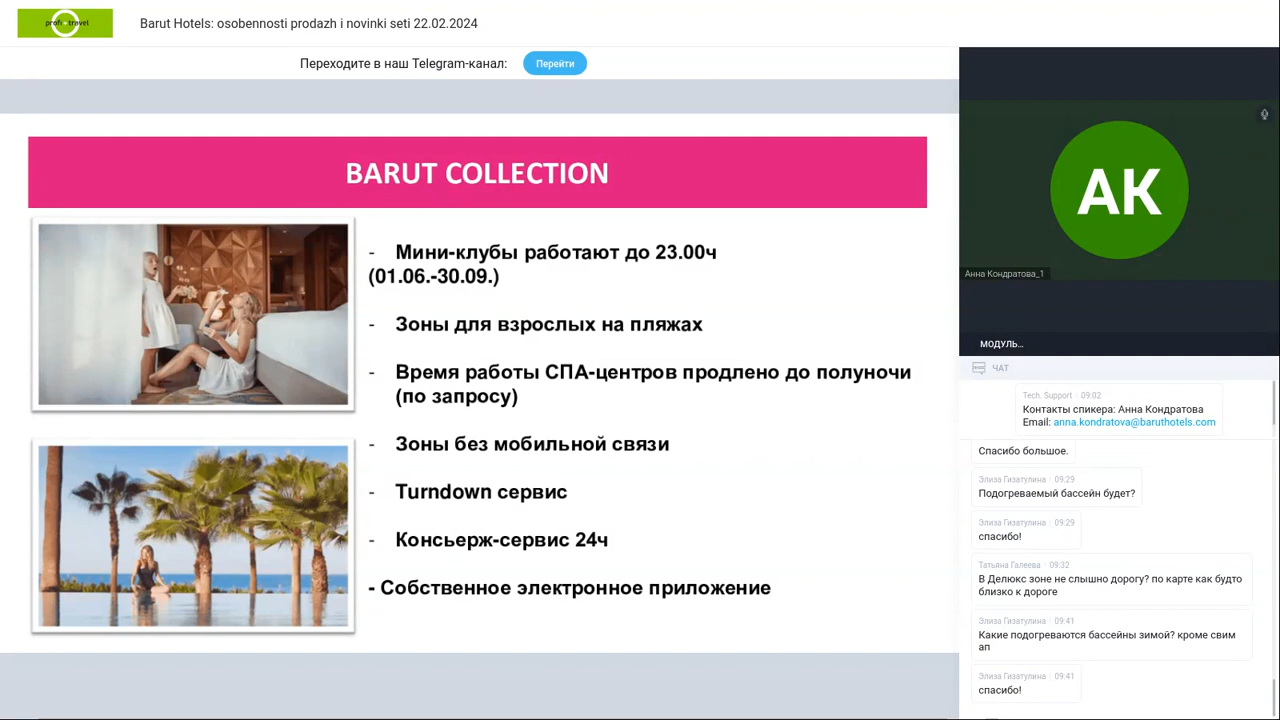 profi travel
Barut Hotels: osobennosti prodazh i novinki seti 22.02.2024
Переходите в наш Telegram-канал:
Перейти
BARUT COLLECTION
- Мини-клубы работают до 23.00ч
(01.06.-30.09.)
- Зоны для взрослых на пляжах
- Время работы СПА-центров продлено до полуночи
(по запросу)
- Зоны без мобильной связи
- Turndown сервис
- Консьерж-сервис 24ч
- Собственное электронное приложение
АК
Анна Кондратова_1
МОДУЛЬ...
ЧАТ
Tech. Support 09:02
Контакты спикера: Анна Кондратова
Email: anna.kondratova@baruthotels.com
Спасибо большое.
Элиза Гизатулина 09:29
Подогреваемый бассейн будет?
Элиза Гизатулина 09:29
спасибо!
Татьяна Галеева 09:32
В Делюкс зоне не слышно дорогу? по карте как будто
близко к дороге
Элиза Гизатулина 09:41
Какие подогреваются бассейны зимой? кроме свим
ап
Элиза Гизатулина 09:41
спасибо!